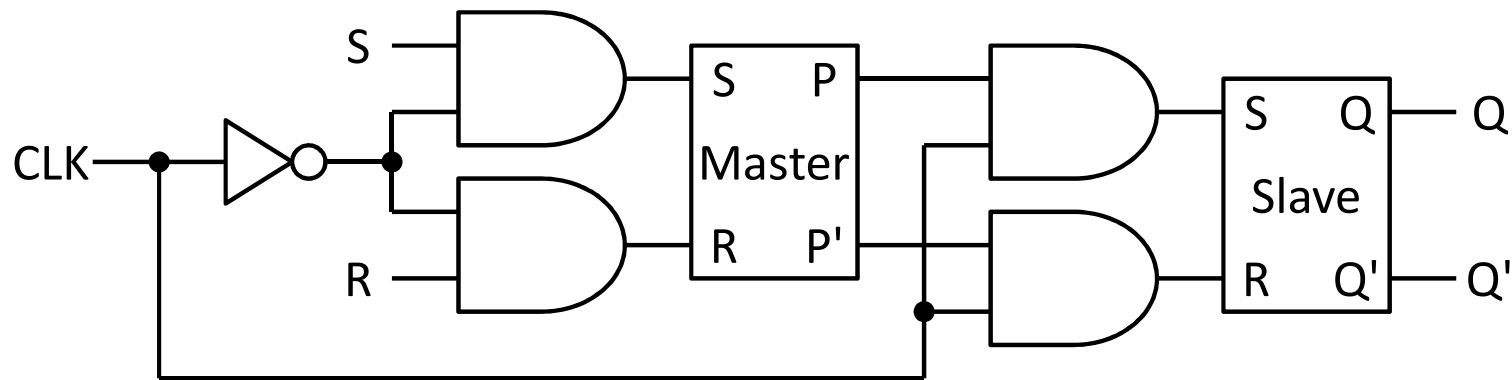 S
CLK
R
S P
Master
R P'
S Q
Slave
R Q'
Q
Q'